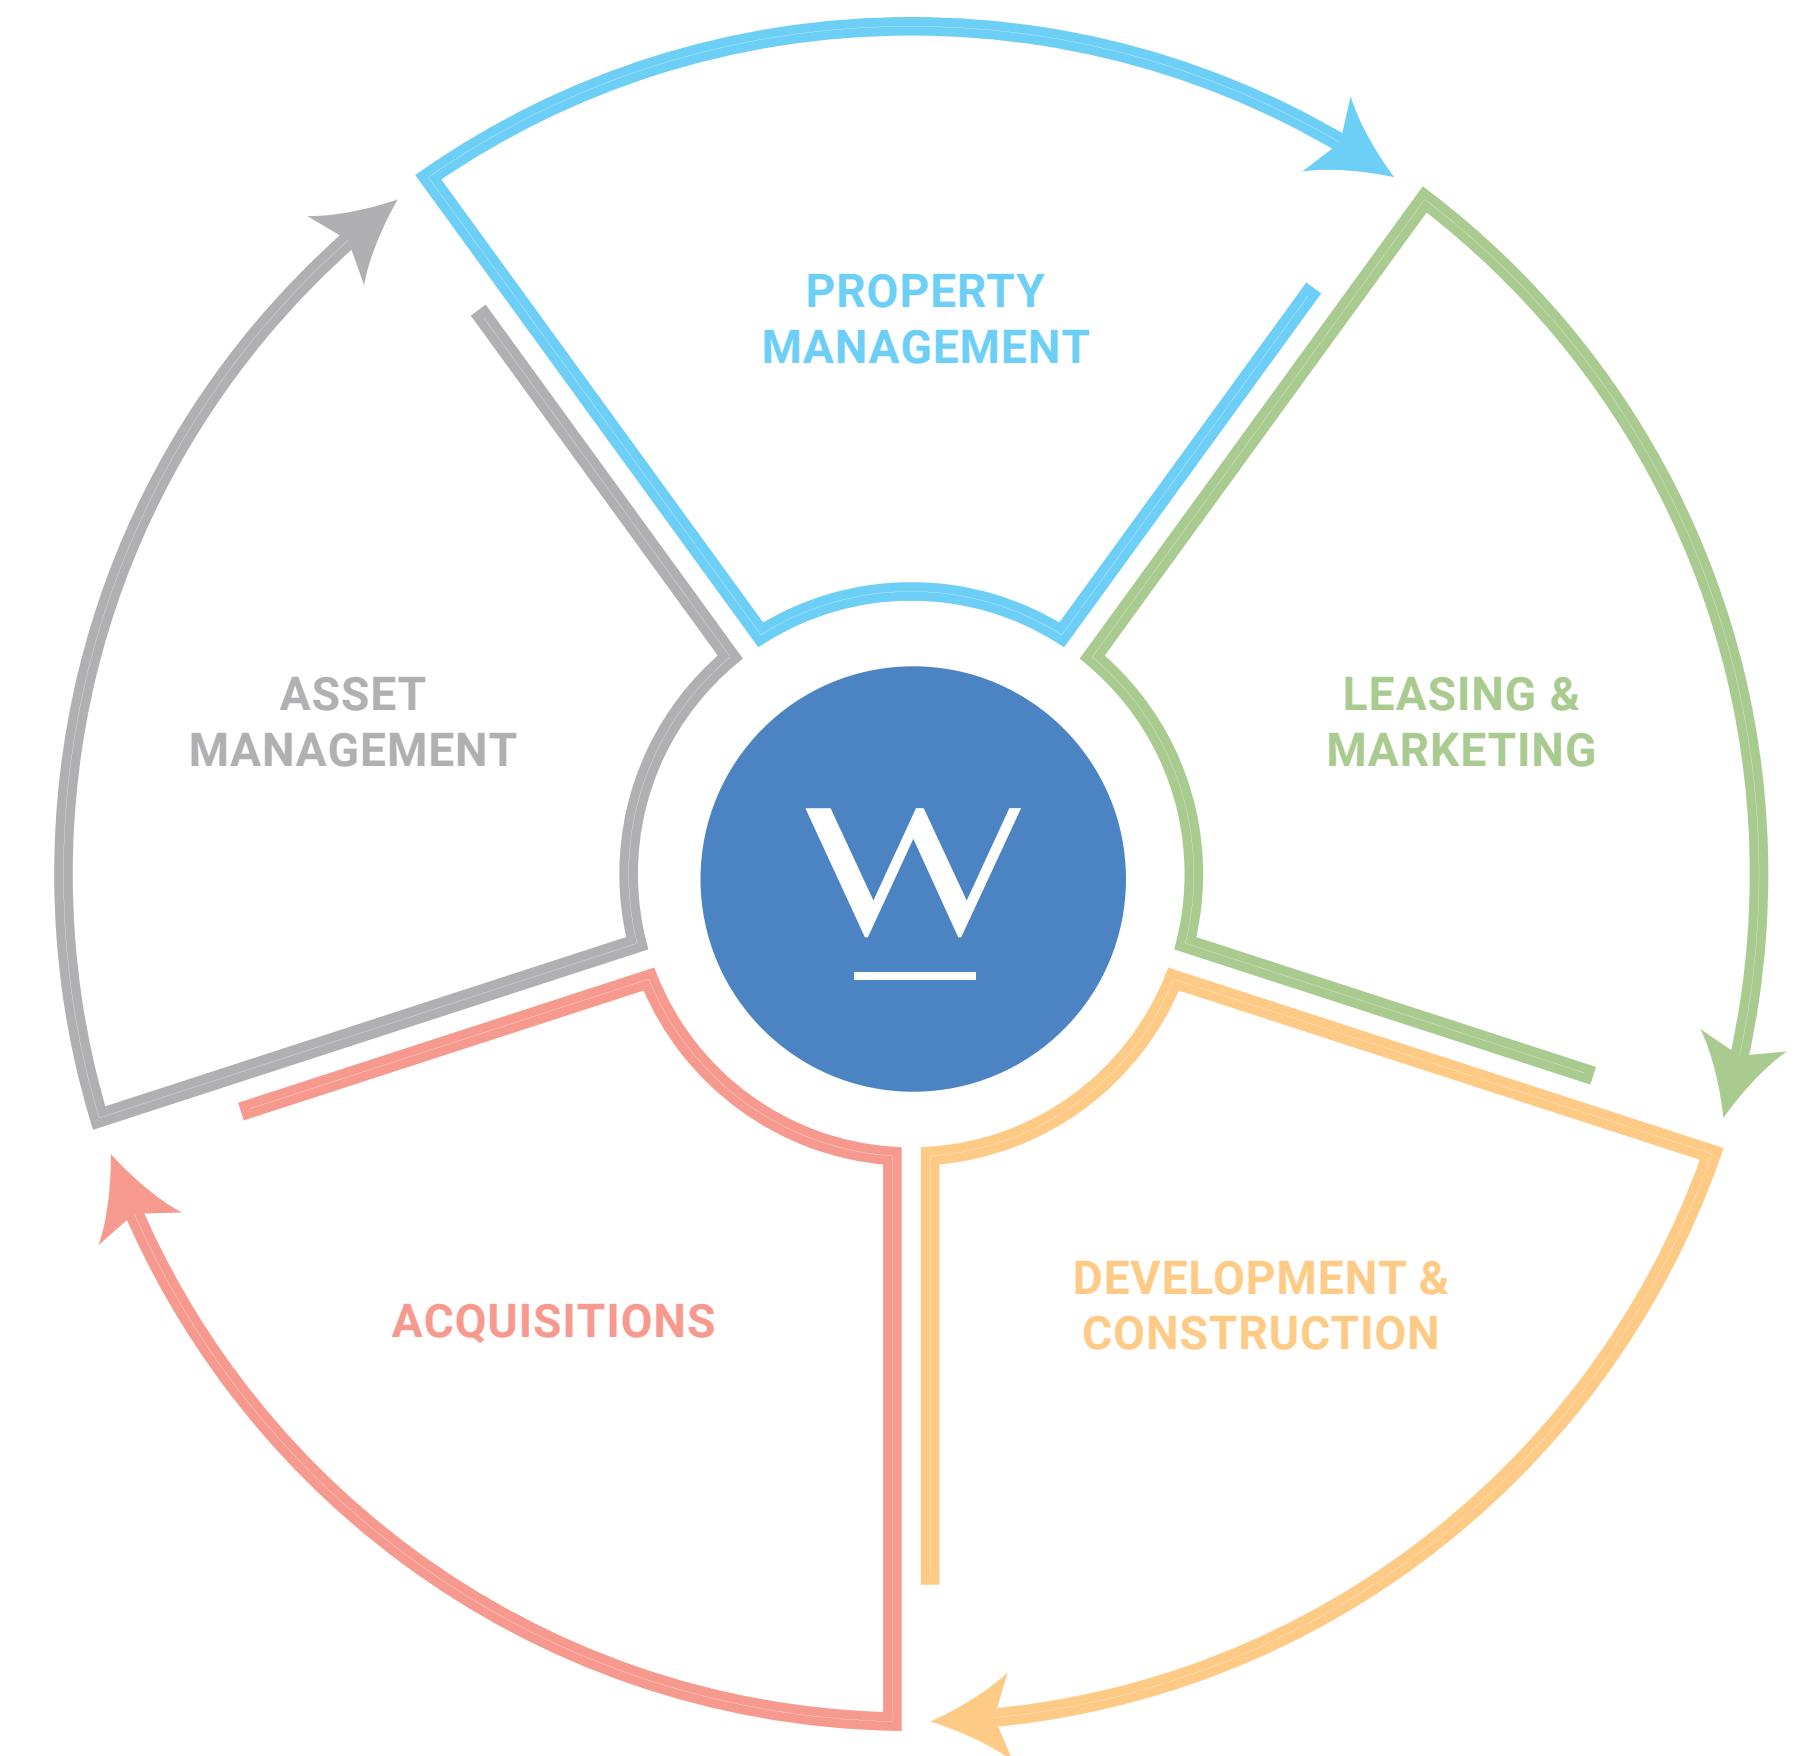 PROPERTY
MANAGEMENT
LEASING &
MARKETING
DEVELOPMENT &
CONSTRUCTION
ACQUISITIONS
ASSET
MANAGEMENT
W